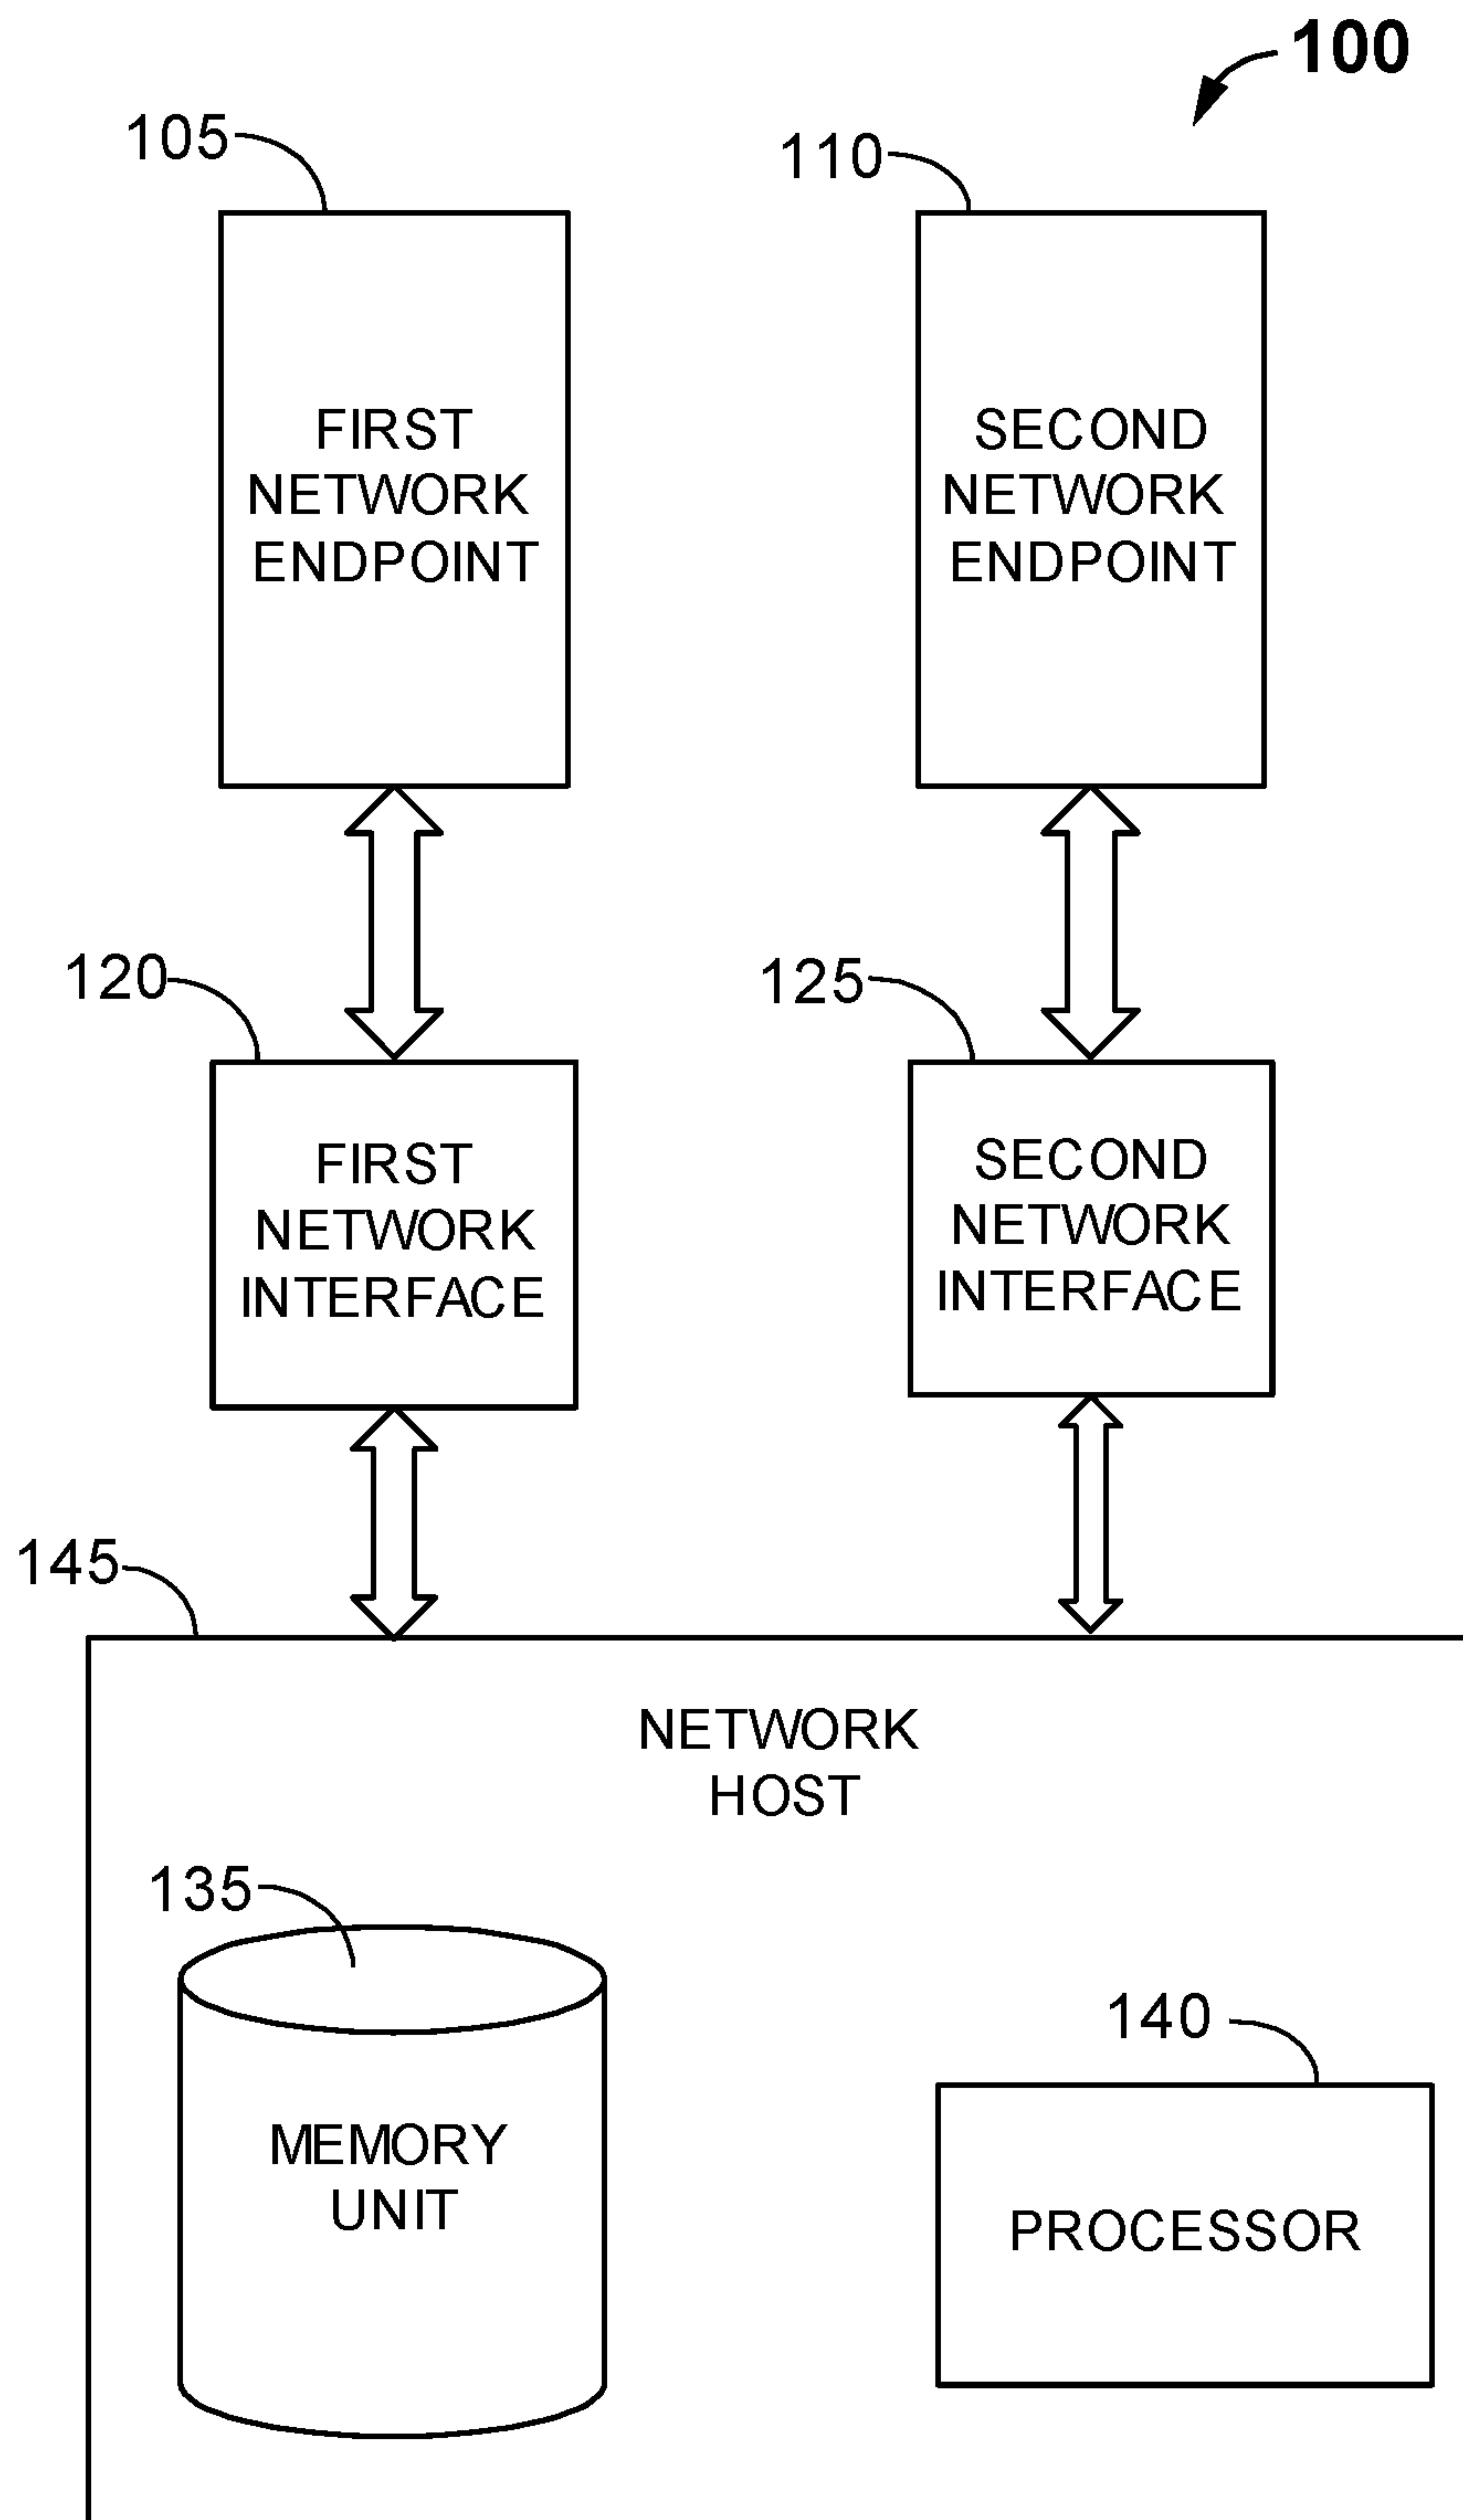 100
105
110
FIRST
NETWORK
ENDPOINT
SECOND
NETWORK
ENDPOINT
120
125
FIRST
NETWORK
INTERFACE
SECOND
NETWORK
INTERFACE
145
NETWORK
HOST
135
140
MEMORY
UNIT
PROCESSOR